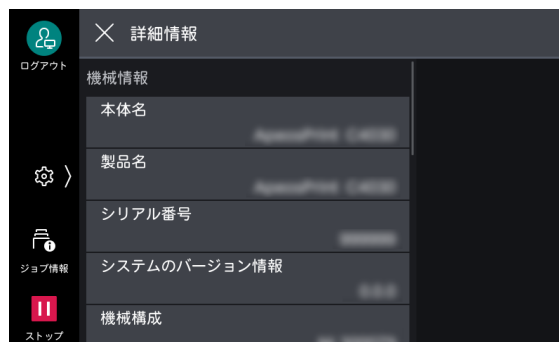 詳細情報
ログアウト
機械情報
本体名
製品名
シリアル番号
ジョブ情報
システムのバージョン情報
機械構成
ストップ